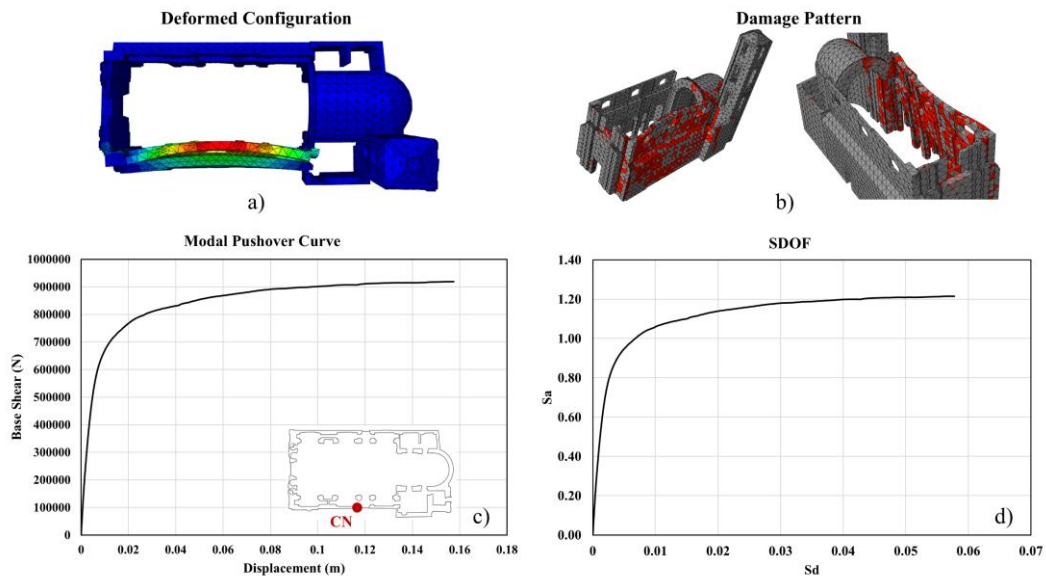 Deformed Configuration
Damage Pattern
a)
b)
Modal Pushover Curve
1000000
900000
800000
700000
600000
500000
400000
300000
200000
100000
0
Base Shear (N)
0 0.02 0.04 0.06 0.08 0.1 0.12 0.14 0.16 0.18
Displacement (m)
CN
c)
SDOF
1.40
1.20
1.00
0.80
0.60
0.40
0.20
0.00
Sa
0 0.01 0.02 0.03 0.04 0.05 0.06 0.07
Sd
d)